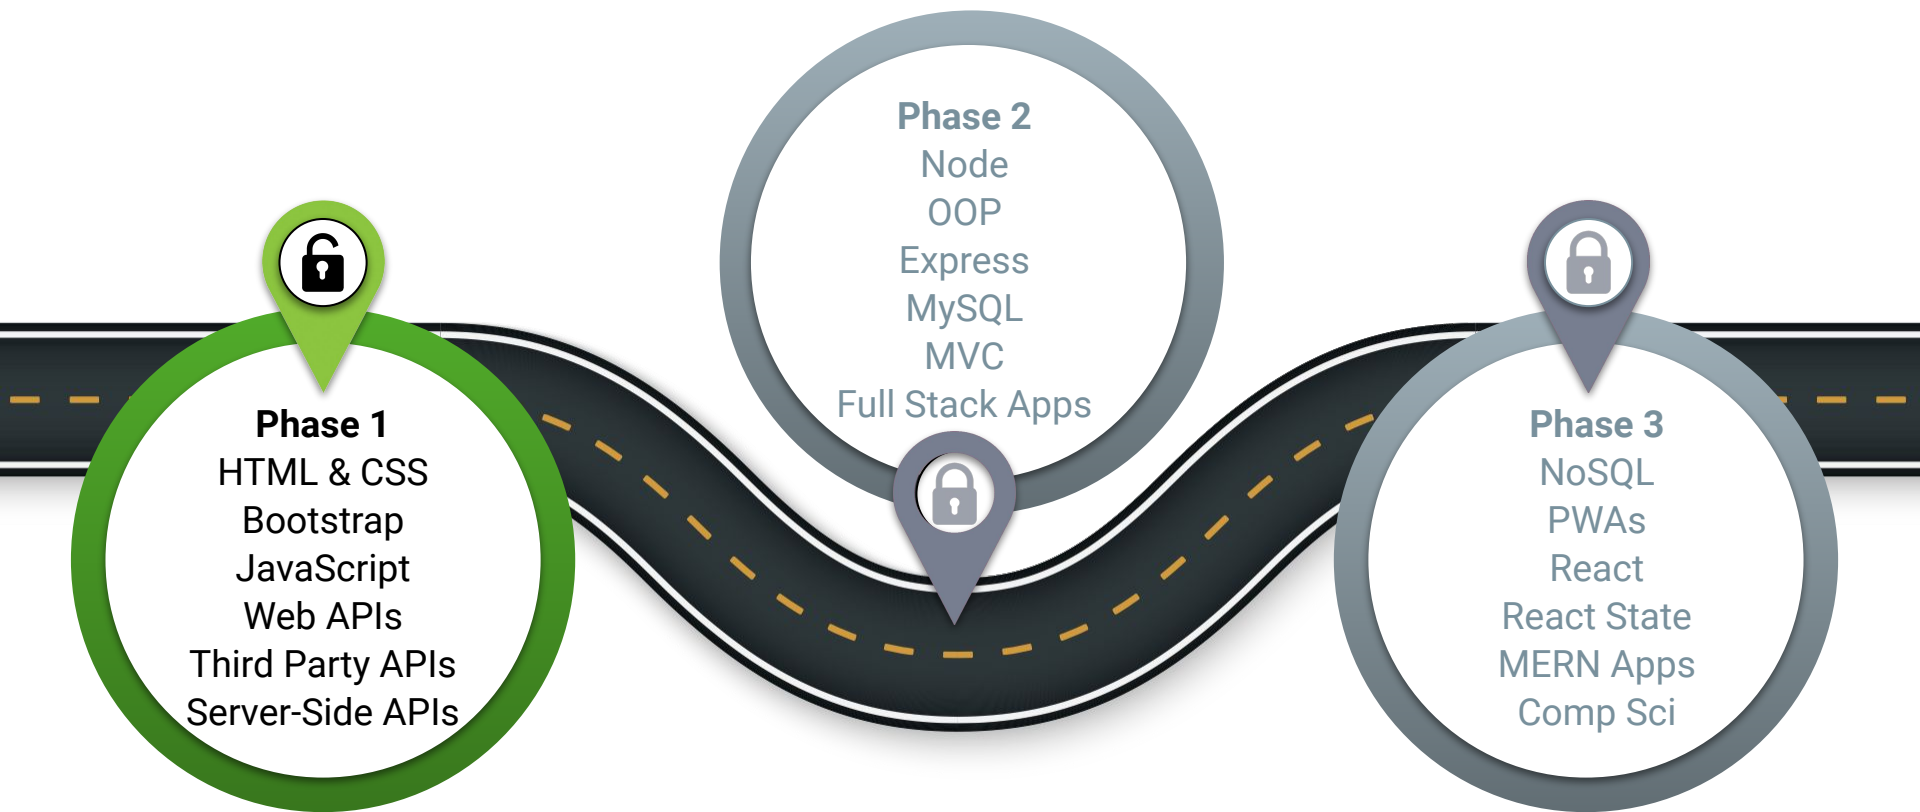 Phase 1
HTML & CSS
Bootstrap
JavaScript
Web APIs
Third Party APIs
Server-Side APIs
Phase 2
Node
OOP
Express
MySQL
MVC
Full Stack Apps
Phase 3
NoSQL
PWAs
React
React State
MERN Apps
Comp Sci